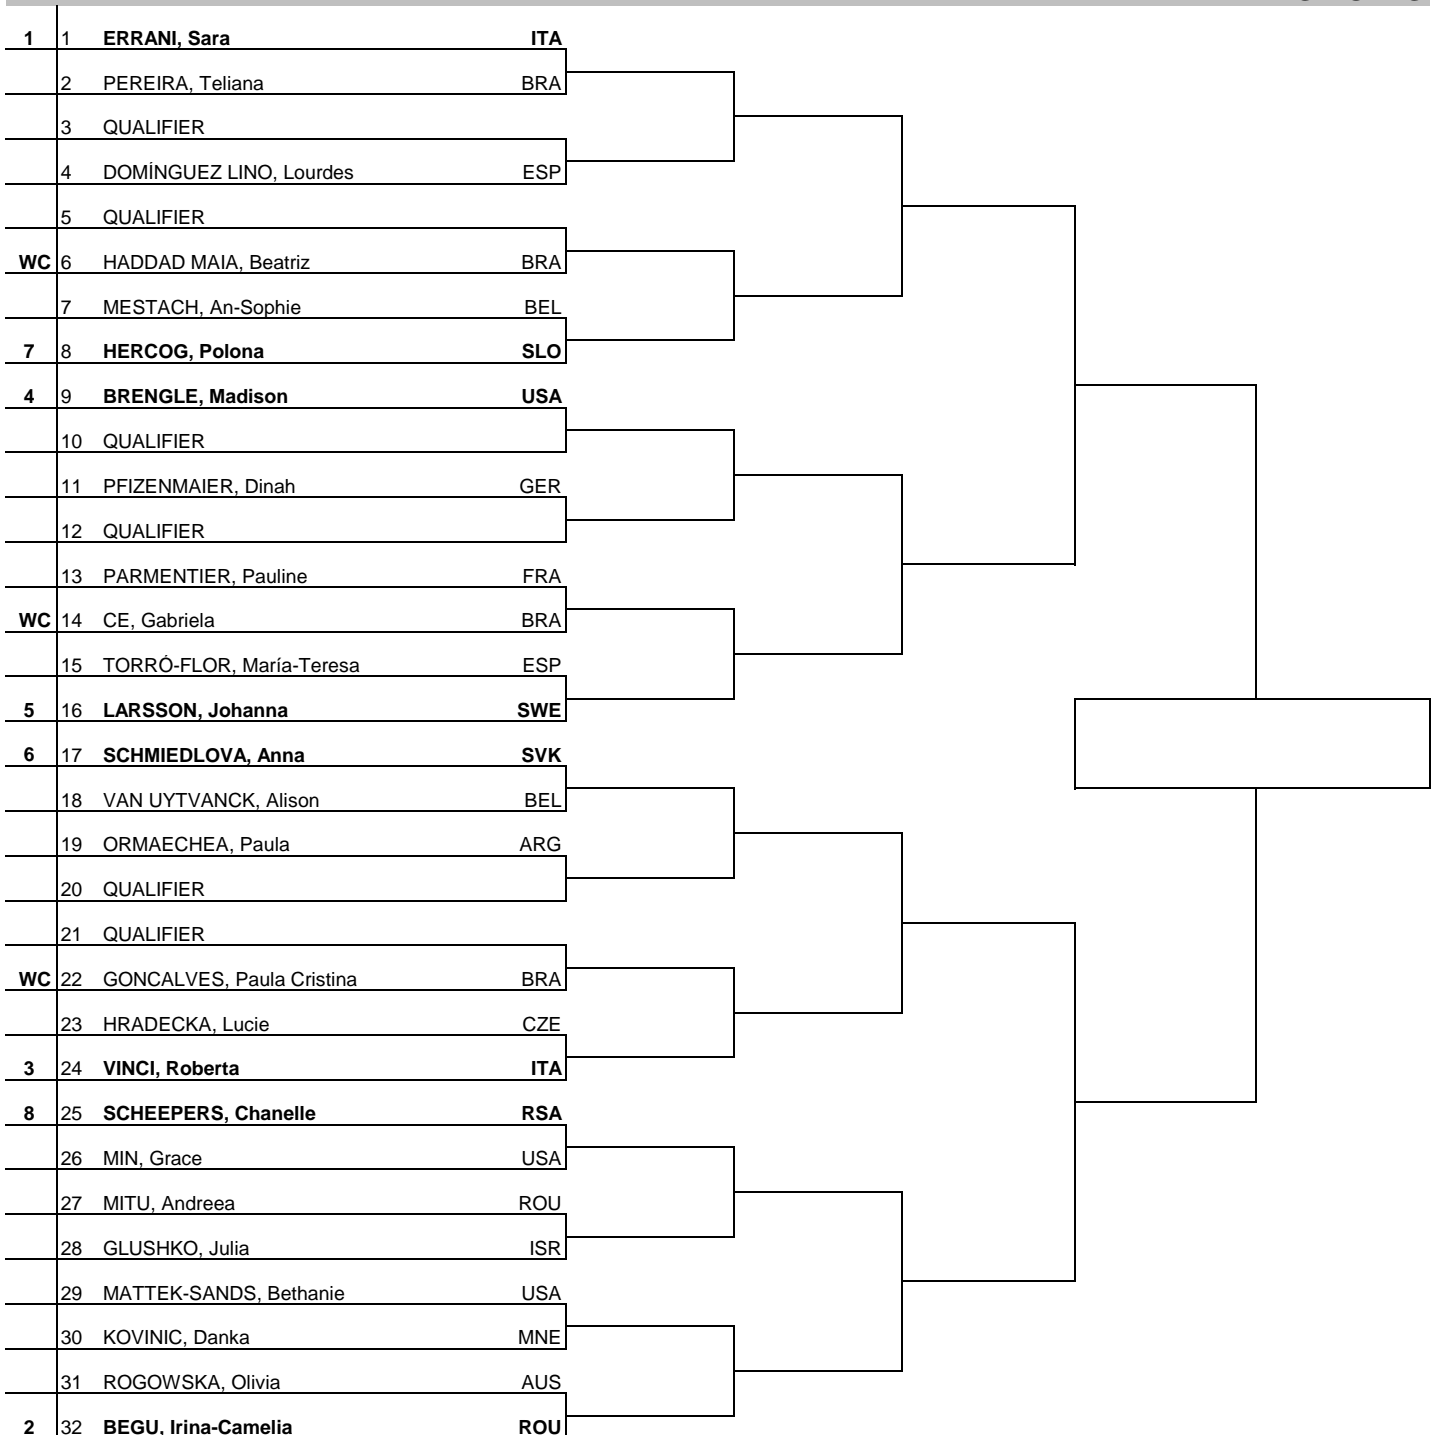 1 1 ERRANI, Sara ITA
2 PEREIRA, Teliana BRA
3 QUALIFIER
4 DOMÍNGUEZ LINO, Lourdes ESP
5 QUALIFIER
WC 6 HADDAD MAIA, Beatriz BRA
7 MESTACH, An-Sophie BEL
7 8 HERCOG, Polona SLO
4 9 BRENGLE, Madison USA
10 QUALIFIER
11 PFIZENMAIER, Dinah GER
12 QUALIFIER
13 PARMENTIER, Pauline FRA
WC 14 CE, Gabriela BRA
15 TORRÓ-FLOR, María-Teresa ESP
5 16 LARSSON, Johanna SWE
6 17 SCHMIEDLOVA, Anna SVK
18 VAN UYTVANCK, Alison BEL
19 ORMAECHEA, Paula ARG
20 QUALIFIER
21 QUALIFIER
WC 22 GONCALVES, Paula Cristina BRA
23 HRADECKA, Lucie CZE
3 24 VINCI, Roberta ITA
8 25 SCHEEPERS, Chanelle RSA
26 MIN, Grace USA
27 MITU, Andreea ROU
28 GLUSHKO, Julia ISR
29 MATTEK-SANDS, Bethanie USA
30 KOVINIC, Danka MNE
31 ROGOWSKA, Olivia AUS
2 32 BEGU, Irina-Camelia ROU